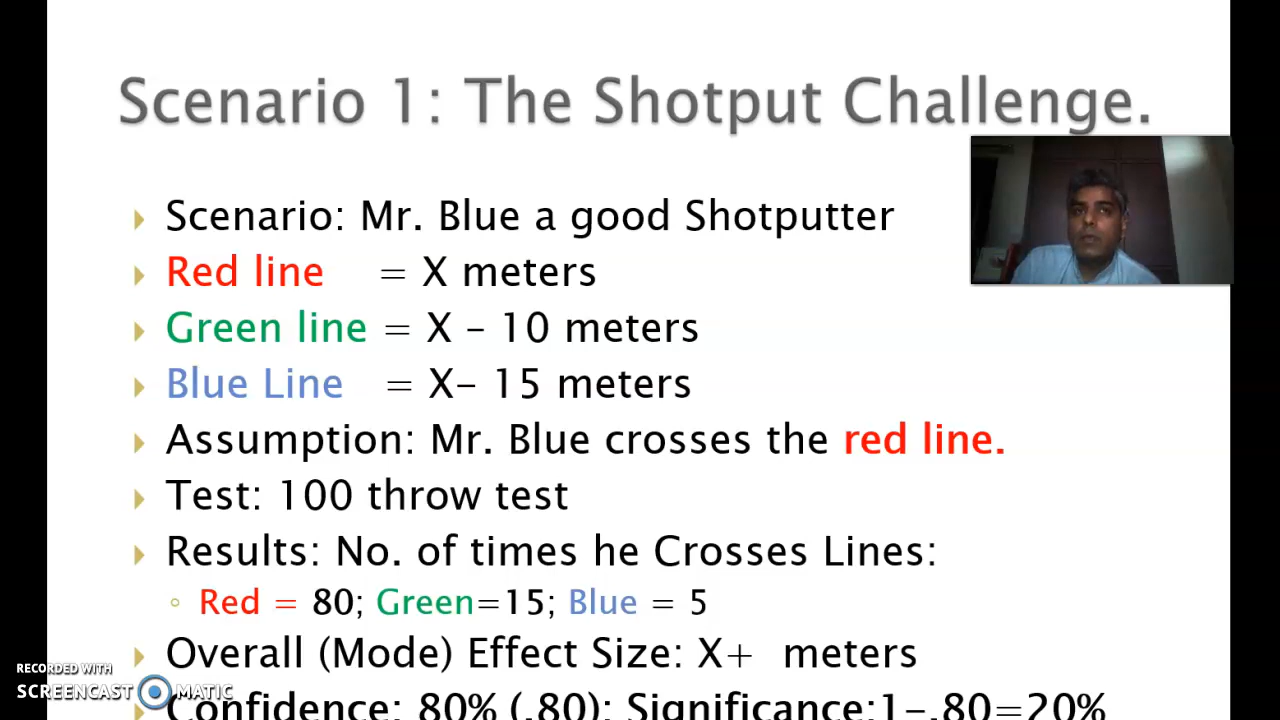 Scenario 1: The Shotput Challenge.
Scenario: Mr. Blue a good Shotputter
Red line = X meters
Green line = X – 10 meters
Blue Line = X– 15 meters
Assumption: Mr. Blue crosses the red line.
Test: 100 throw test
Results: No. of times he Crosses Lines:
Red = 80; Green=15; Blue = 5
Overall (Mode) Effect Size: X+ meters
Confidence: 80% (.80); Significance:1-.80=20%
RECORDED WITH
SCREENCAST MATIC